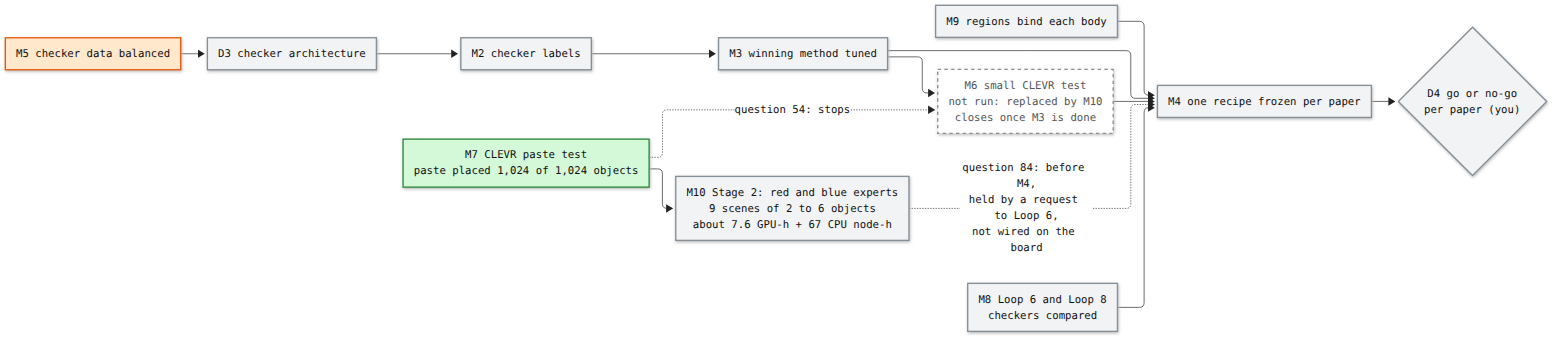 M9 regions bind each body
M5 checker data balanced
D3 checker architecture
M2 checker labels
M3 winning method tuned
M6 small CLEVR test
not run: replaced by M10
closes once M3 is done
M4 one recipe frozen per paper
D4 go or no-go
per paper (you)
question 54: stops
M7 CLEVR paste test
paste placed 1,024 of 1,024 objects
M10 Stage 2: red and blue experts
9 scenes of 2 to 6 objects
about 7.6 GPU-h + 67 CPU node-h
question 84: before
M4,
held by a request
to Loop 6,
not wired on the
board
M8 Loop 6 and Loop 8
checkers compared